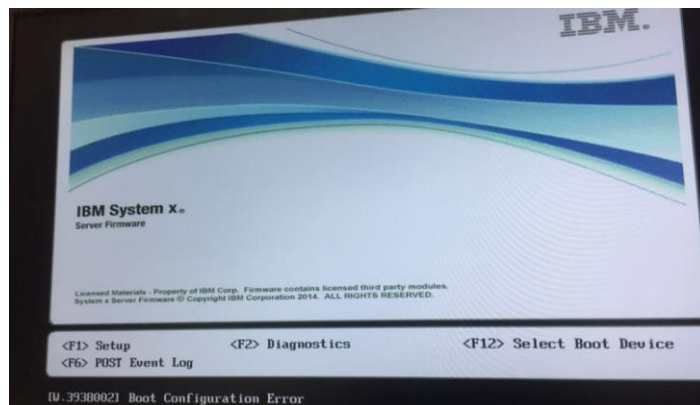 IBM.
IBM System x®
Server Firmware
Licensed Materials - Property of IBM Corp. Firmware contains licensed third party modules.
System x Server Firmware © Copyright IBM Corporation 2014. ALL RIGHTS RESERVED.
<F1> Setup <F2> Diagnostics <F12> Select Boot Device
<F6> POST Event Log
[W.3938002] Boot Configuration Error